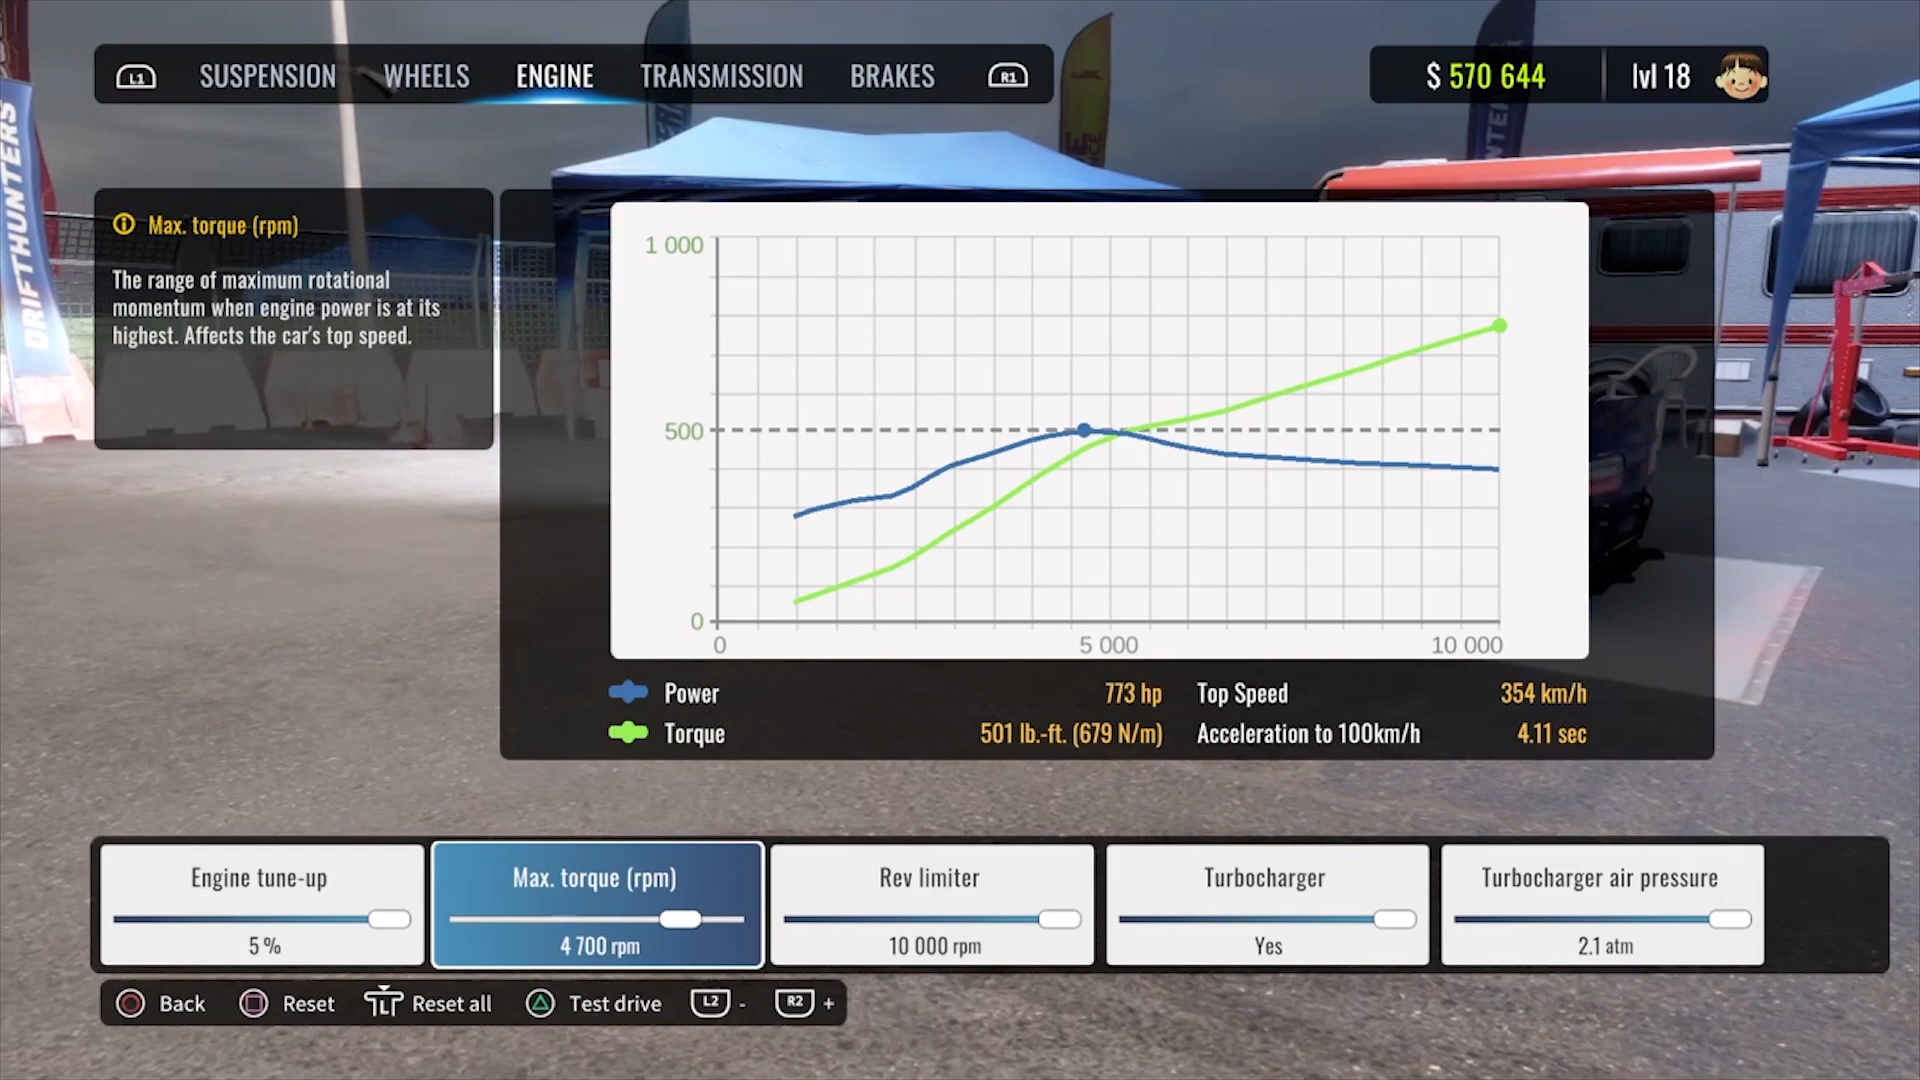 L1 SUSPENSION WHEELS ENGINE TRANSMISSION BRAKES R1
$ 570 644 lvl 18
DRIFTHUNTERS
Max. torque (rpm)
The range of maximum rotational
momentum when engine power is at its
highest. Affects the car's top speed.
1 000
500
0
0 5 000 10 000
Power 773 hp Top Speed 354 km/h
Torque 501 lb.-ft. (679 N/m) Acceleration to 100km/h 4.11 sec
Engine tune-up
5 %
Max. torque (rpm)
4 700 rpm
Rev limiter
10 000 rpm
Turbocharger
Yes
Turbocharger air pressure
2.1 atm
Back Reset L Reset all Test drive L2 - R2 +